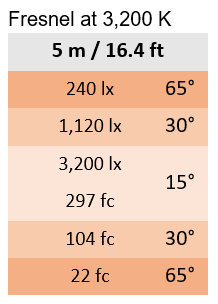 Fresnel at 3,200 K
5 m / 16.4 ft
240 lx 65°
1,120 lx 30°
3,200 lx
15°
297 fc
104 fc 30°
22 fc 65°